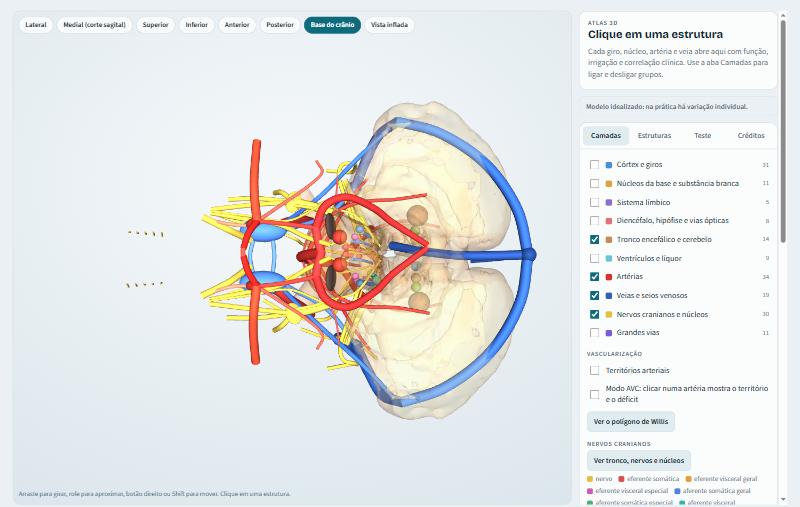 Lateral
Medial (corte sagital)
Superior
Inferior
Anterior
Posterior
Base do crânio
Vista inflada
ATLAS 3D
Clique em uma estrutura
Cada giro, núcleo, artéria e veia abre aqui com função,
irrigação e correlação clínica. Use a aba Camadas para
ligar e desligar grupos.
Modelo idealizado: na prática há variação individual.
Camadas
Estruturas
Teste
Créditos
Córtex e giros 31
Núcleos da base e substância branca 11
Sistema límbico 5
Diencéfalo, hipófise e vias ópticas 8
Tronco encefálico e cerebelo 14
Ventrículos e líquor 9
Artérias 34
Veias e seios venosos 19
Nervos cranianos e núcleos 30
Grandes vias 11
VASCULARIZAÇÃO
Territórios arteriais
Modo AVC: clicar numa artéria mostra o território
e o déficit
Ver o polígono de Willis
NERVOS CRANIANOS
Ver tronco, nervos e núcleos
nervo
eferente somática
eferente visceral geral
eferente visceral especial
aferente somática geral
aferente somática especial
aferente visceral
Arraste para girar, role para aproximar, botão direito ou Shift para mover. Clique em uma estrutura.